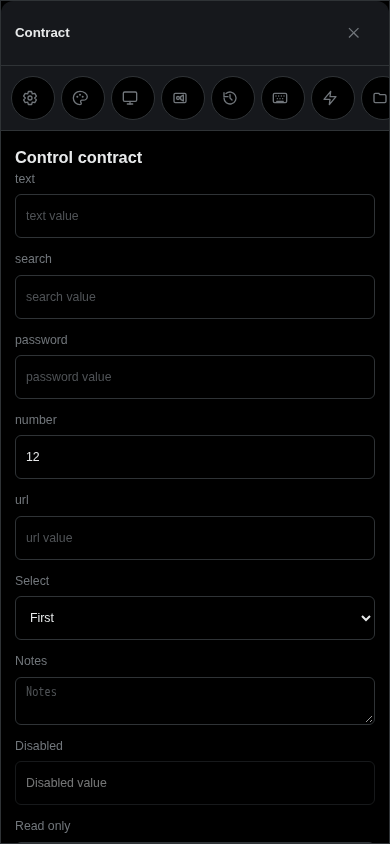 Contract
Control contract
text
text value
search
search value
password
password value
number
12
url
url value
Select
First
Notes
Notes
Disabled
Disabled value
Read only